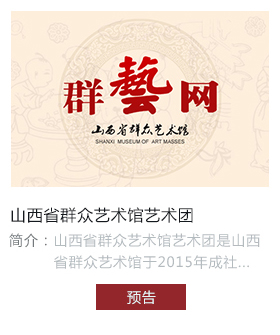 群藝网
山西省群众艺术馆
SHANXI MUSEUM OF ART MASSES
山西省群众艺术馆艺术团
简介：山西省群众艺术馆艺术团是山西
省群众艺术馆于2015年成社...
预告